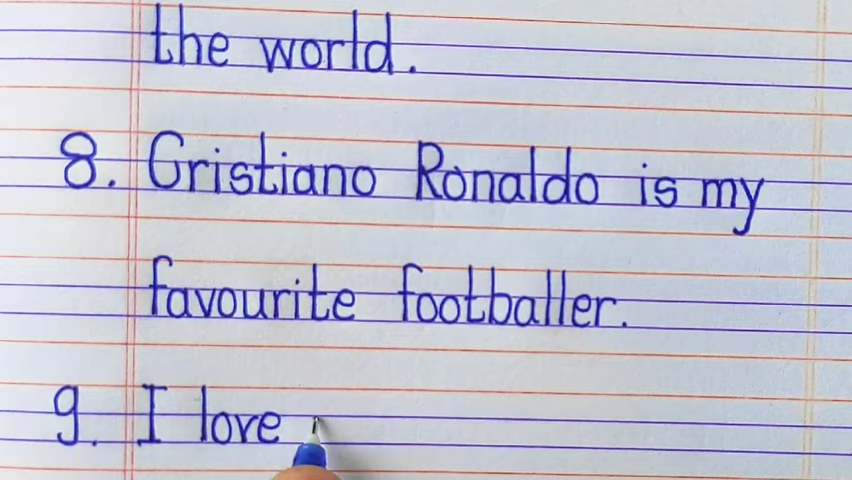 the world.
8. Cristiano Ronaldo is my
favourite footballer.
9. I love